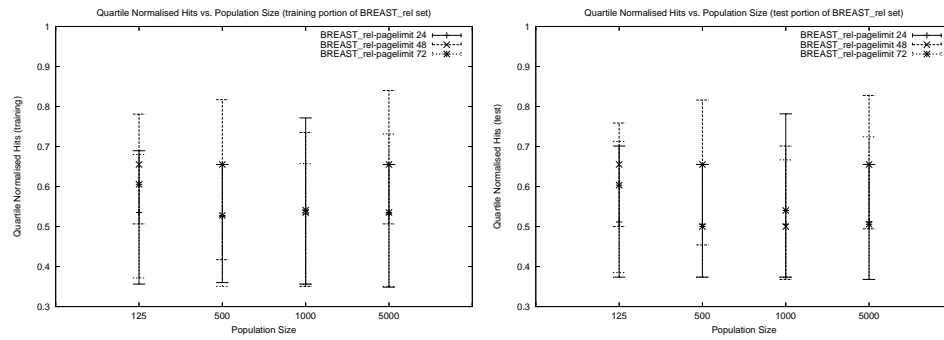 Quartile Normalised Hits vs. Population Size (training portion of BREAST_rel set)
1
0.9
0.8
0.7
0.6
0.5
0.4
0.3
Quartile Normalised Hits (training)
BREAST_rel-pagelimit 24
BREAST_rel-pagelimit 48
BREAST_rel-pagelimit 72
125
500
1000
5000
Population Size
Quartile Normalised Hits vs. Population Size (test portion of BREAST_rel set)
1
0.9
0.8
0.7
0.6
0.5
0.4
0.3
Quartile Normalised Hits (test)
BREAST_rel-pagelimit 24
BREAST_rel-pagelimit 48
BREAST_rel-pagelimit 72
125
500
1000
5000
Population Size